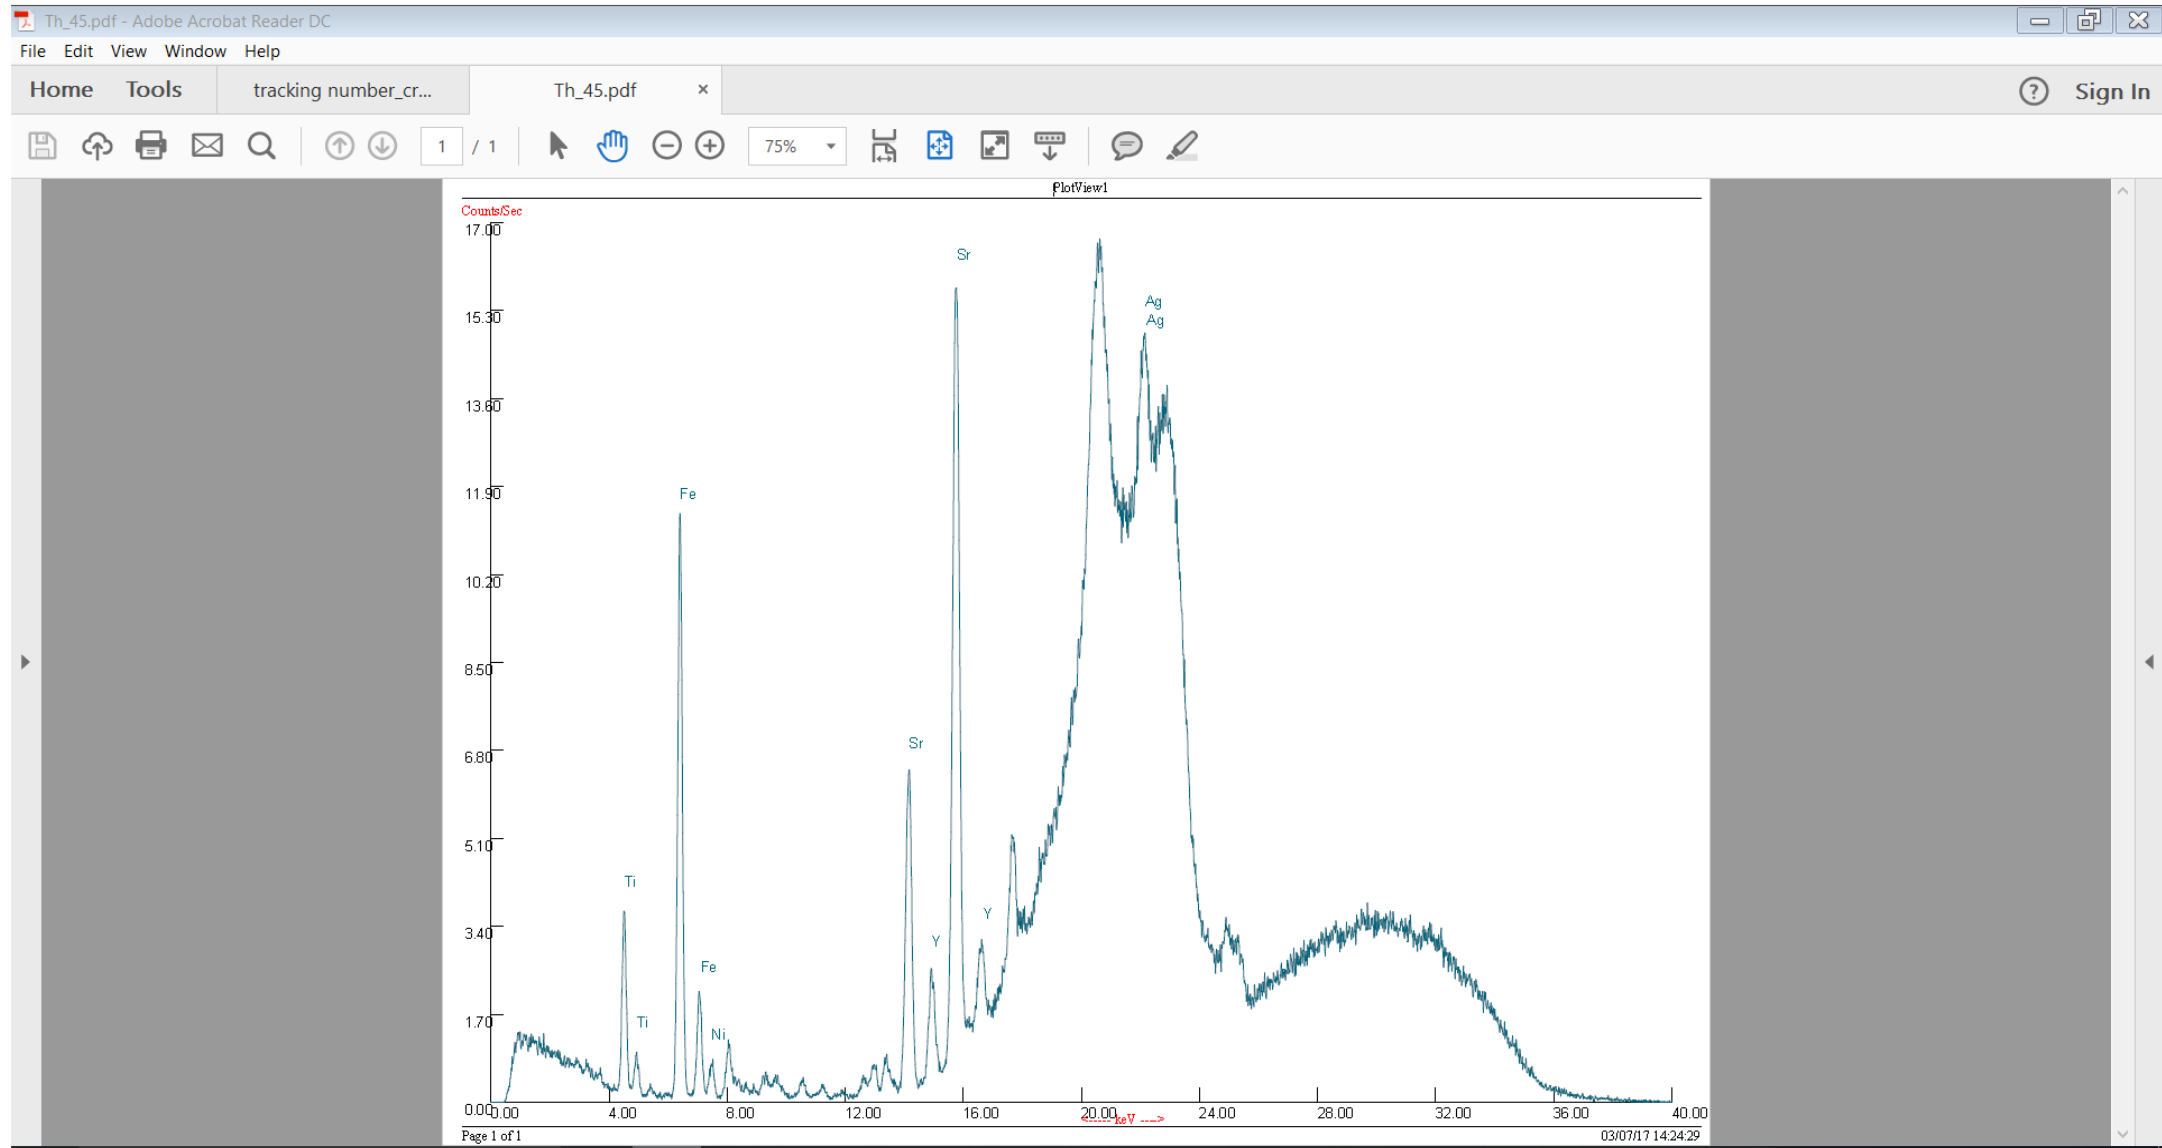 Th_45.pdf - Adobe Acrobat Reader DC
File Edit View Window Help
Home Tools tracking number_cr... Th_45.pdf × ? Sign In
1 / 1 75%
PlotView1
Counts/Sec
17.00
Sr
Ag
15.30
Ag
13.60
11.90
Fe
10.20
8.50
6.80
Sr
5.10
Ti
Y
3.40
Y
Fe
1.70
Ti
Ni
0.00
0.00 4.00 8.00 12.00 16.00 20.00 24.00 28.00 32.00 36.00 40.00
<----- keV ---->
Page 1 of 1 03/07/17 14:24:29